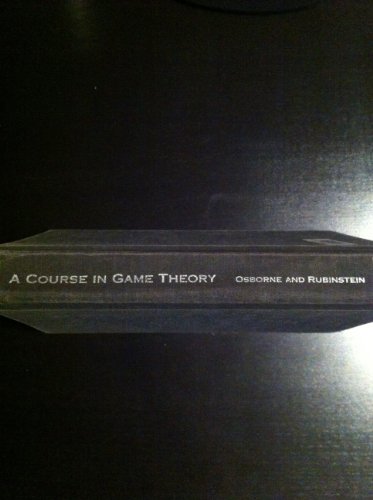 A COURSE IN GAME THEORY OSBORNE AND RUBINSTEIN